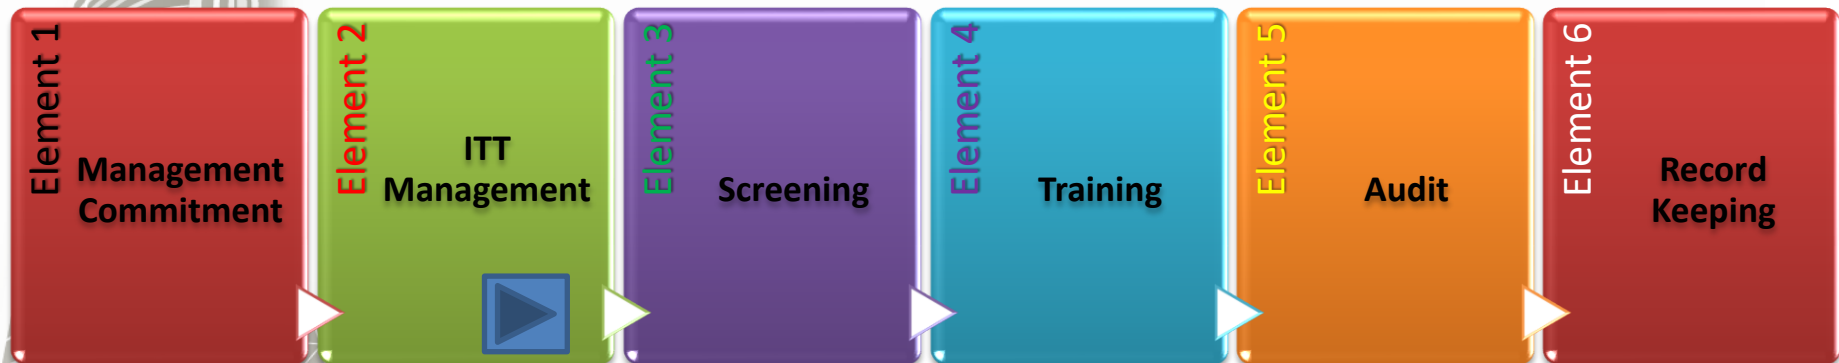 Element 1
Management
Commitment
Element 2
ITT
Management
Element 3
Screening
Element 4
Training
Element 5
Audit
Element 6
Record
Keeping